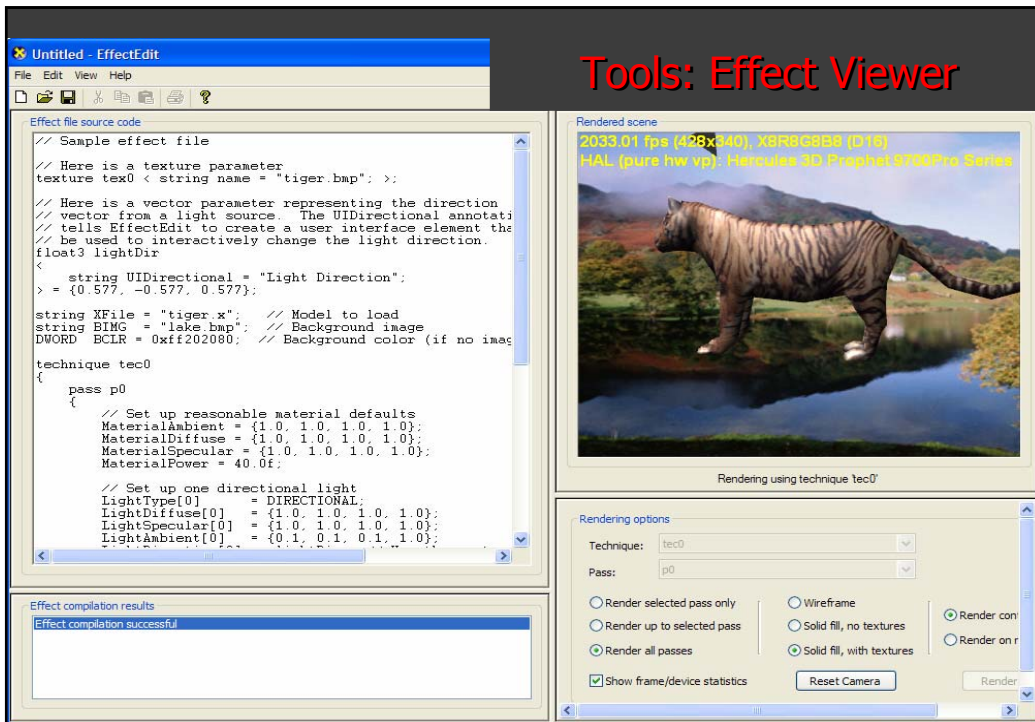 Tools: Effect Viewer
Untitled - EffectEdit
File Edit View Help
Effect file source code
// Sample effect file
// Here is a texture parameter
texture tex0 < string name = "tiger.bmp"; >;
// Here is a vector parameter representing the direction
// vector from a light source. The UIDirectional annotati
// tells EffectEdit to create a user interface element tha
// be used to interactively change the light direction.
float3 lightDir
<
string UIDirectional = "Light Direction";
> = {0.577, -0.577, 0.577};
string XFile = "tiger.x"; // Model to load
string BIMG = "lake.bmp"; // Background image
DWORD BCLR = 0xff202080; // Background color (if no imag
technique tec0
{
pass p0
{
// Set up reasonable material defaults
MaterialAmbient = {1.0, 1.0, 1.0, 1.0};
MaterialDiffuse = {1.0, 1.0, 1.0, 1.0};
MaterialSpecular = {1.0, 1.0, 1.0, 1.0};
MaterialPower = 40.0f;
// Set up one directional light
LightType[0] = DIRECTIONAL;
LightDiffuse[0] = {1.0, 1.0, 1.0, 1.0};
LightSpecular[0] = {1.0, 1.0, 1.0, 1.0};
LightAmbient[0] = {0.1, 0.1, 0.1, 1.0};
Effect compilation results
Effect compilation successful
Rendered scene
2033.01 fps (428x340), X8R8G8B8 (D16)
HAL (pure hw vp): Hercules 3D Prophet 9700Pro Series
Rendering using technique 'tec0'
Rendering options
Technique: tec0
Pass: p0
Render selected pass only
Render up to selected pass
Render all passes
Wireframe
Solid fill, no textures
Solid fill, with textures
Render con
Render on r
Show frame/device statistics
Reset Camera
Render